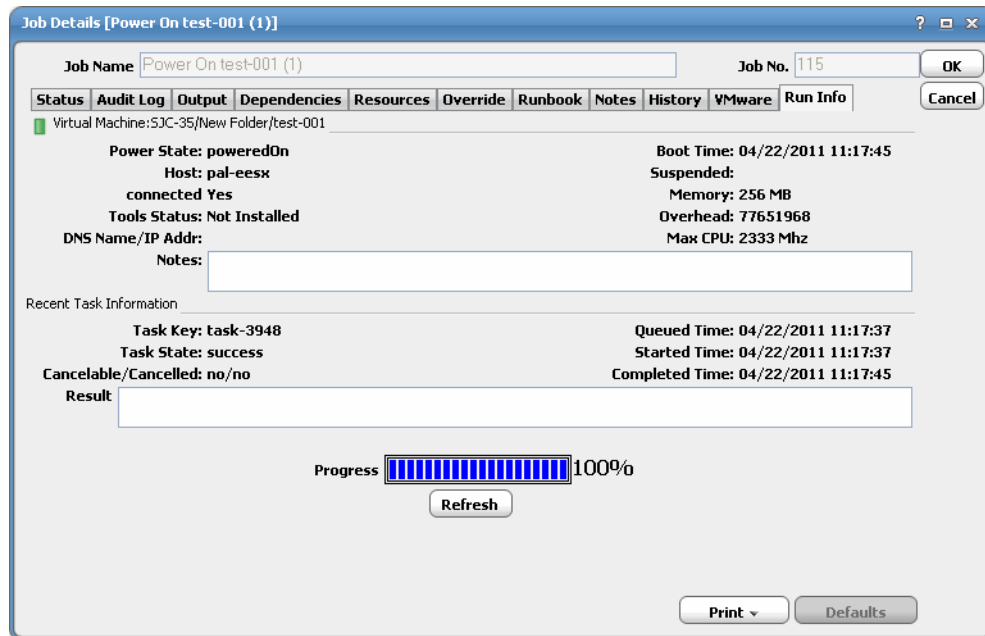 Job Details [Power On test-001 (1)] ?
Job Name Power On test-001 (1) Job No. 115 OK
Status Audit Log Output Dependencies Resources Override Runbook Notes History VMware Run Info Cancel
Virtual Machine:SJC-35/New Folder/test-001
Power State: poweredOn Boot Time: 04/22/2011 11:17:45
Host: pal-eesx Suspended:
connected Yes Memory: 256 MB
Tools Status: Not Installed Overhead: 77651968
DNS Name/IP Addr: Max CPU: 2333 Mhz
Notes:
Recent Task Information
Task Key: task-3948 Queued Time: 04/22/2011 11:17:37
Task State: success Started Time: 04/22/2011 11:17:37
Cancelable/Cancelled: no/no Completed Time: 04/22/2011 11:17:45
Result
Progress 100%
Refresh
Print Defaults